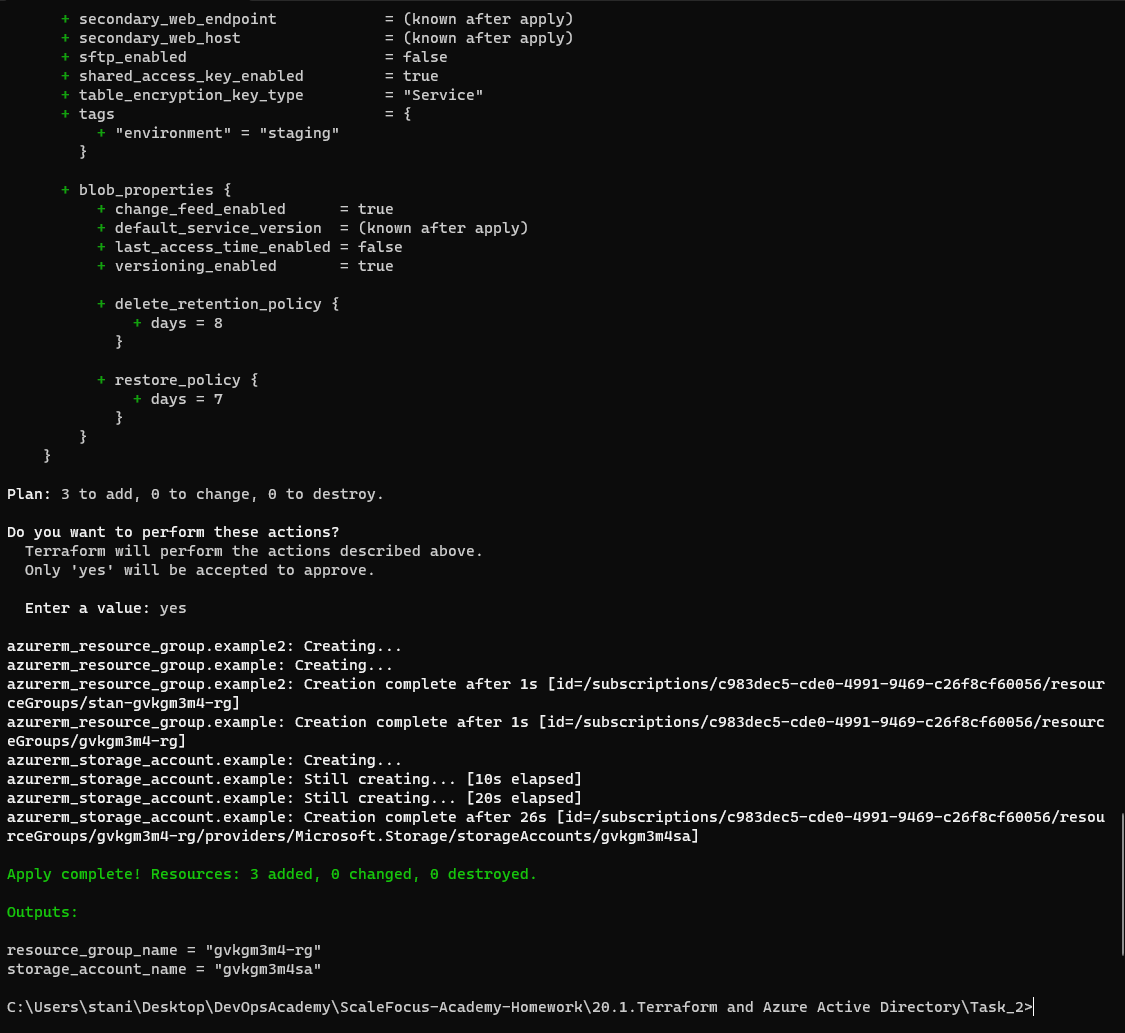 + secondary_web_endpoint = (known after apply)
+ secondary_web_host = (known after apply)
+ sftp_enabled = false
+ shared_access_key_enabled = true
+ table_encryption_key_type = "Service"
+ tags = {
+ "environment" = "staging"
}
+ blob_properties {
+ change_feed_enabled = true
+ default_service_version = (known after apply)
+ last_access_time_enabled = false
+ versioning_enabled = true
+ delete_retention_policy {
+ days = 8
}
+ restore_policy {
+ days = 7
}
}
}
Plan: 3 to add, 0 to change, 0 to destroy.
Do you want to perform these actions?
Terraform will perform the actions described above.
Only 'yes' will be accepted to approve.
Enter a value: yes
azurerm_resource_group.example2: Creating...
azurerm_resource_group.example: Creating...
azurerm_resource_group.example2: Creation complete after 1s [id=/subscriptions/c983dec5-cde0-4991-9469-c26f8cf60056/resour
ceGroups/stan-gvkgm3m4-rg]
azurerm_resource_group.example: Creation complete after 1s [id=/subscriptions/c983dec5-cde0-4991-9469-c26f8cf60056/resourc
eGroups/gvkgm3m4-rg]
azurerm_storage_account.example: Creating...
azurerm_storage_account.example: Still creating... [10s elapsed]
azurerm_storage_account.example: Still creating... [20s elapsed]
azurerm_storage_account.example: Creation complete after 26s [id=/subscriptions/c983dec5-cde0-4991-9469-c26f8cf60056/resou
rceGroups/gvkgm3m4-rg/providers/Microsoft.Storage/storageAccounts/gvkgm3m4sa]
Apply complete! Resources: 3 added, 0 changed, 0 destroyed.
Outputs:
resource_group_name = "gvkgm3m4-rg"
storage_account_name = "gvkgm3m4sa"
C:\Users\stani\Desktop\DevOpsAcademy\ScaleFocus-Academy-Homework\20.1.Terraform and Azure Active Directory\Task_2>